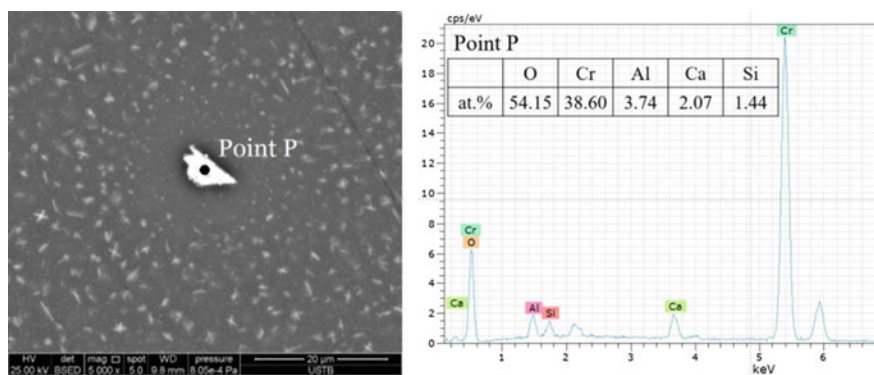 Point P
HV det mag □ spot WD pressure 20 μm
25.00 kV BSED 5 000 x 5.0 9.8 mm 8.05e-4 Pa USTB
cps/eV
Point P
O Cr Al Ca Si
at.% 54.15 38.60 3.74 2.07 1.44
Cr
20
18
16
14
12
10
8
6
4
2
0
Cr
O
Ca
Al
Si
Ca
1 2 3 4 5 6
keV